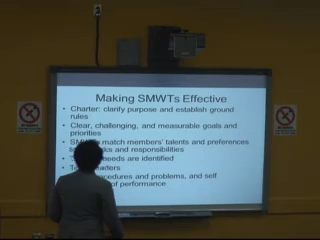 Making SMWTs Effective
• Charter: clarify purpose and establish ground
rules
• Clear, challenging, and measurable goals and
priorities
• SM match members' talents and preferences
and responsibilities
• needs are identified
•
• procedures and problems, and self
of performance